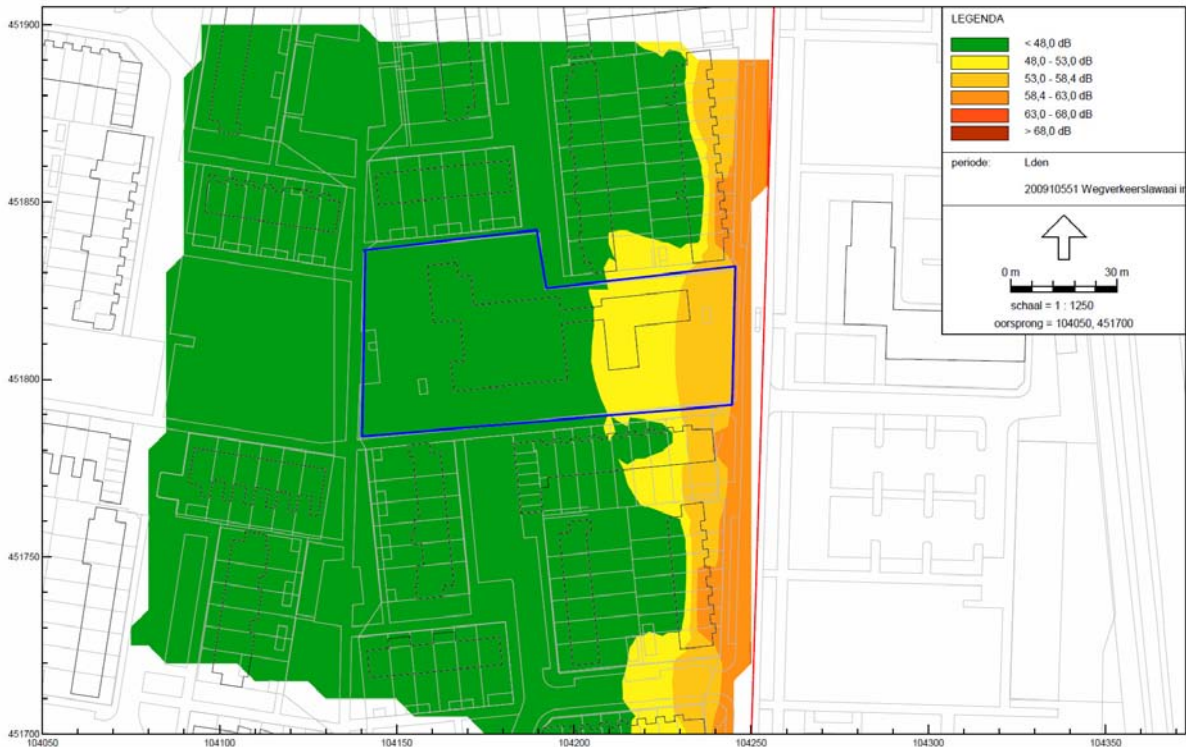 LEGENDA
< 48,0 dB
48,0 - 53,0 dB
53,0 - 58,4 dB
58,4 - 63,0 dB
63,0 - 68,0 dB
> 68,0 dB
periode: Lden
200910551 Wegverkeerslawaai in
0 m 30 m
schaal = 1 : 1250
oorsprong = 104050, 451700
451900
451850
451800
451750
451700
104050 104100 104150 104200 104250 104300 104350